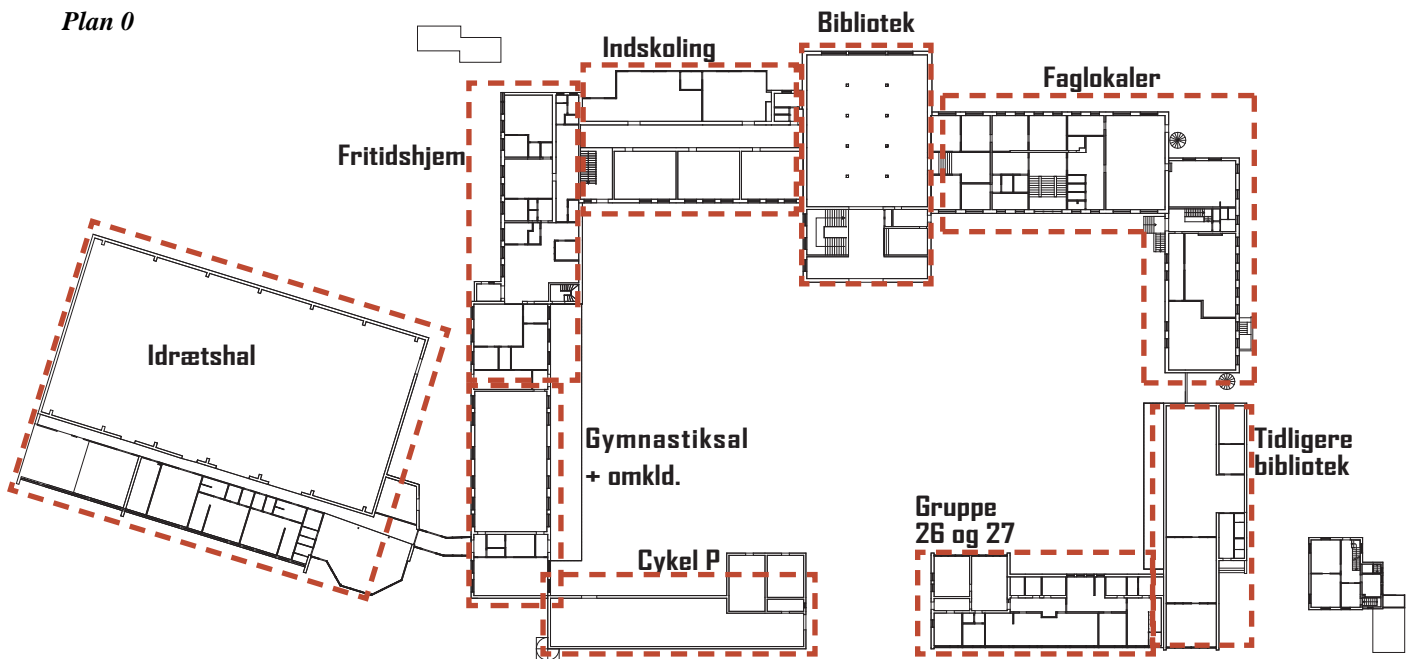 Plan 0
Bibliotek
Indskoling
Faglokaler
Fritidshjem
Idrætshal
Gymnastiksal
+ omkld.
Tidligere
bibliotek
Gruppe
26 og 27
Cykel P